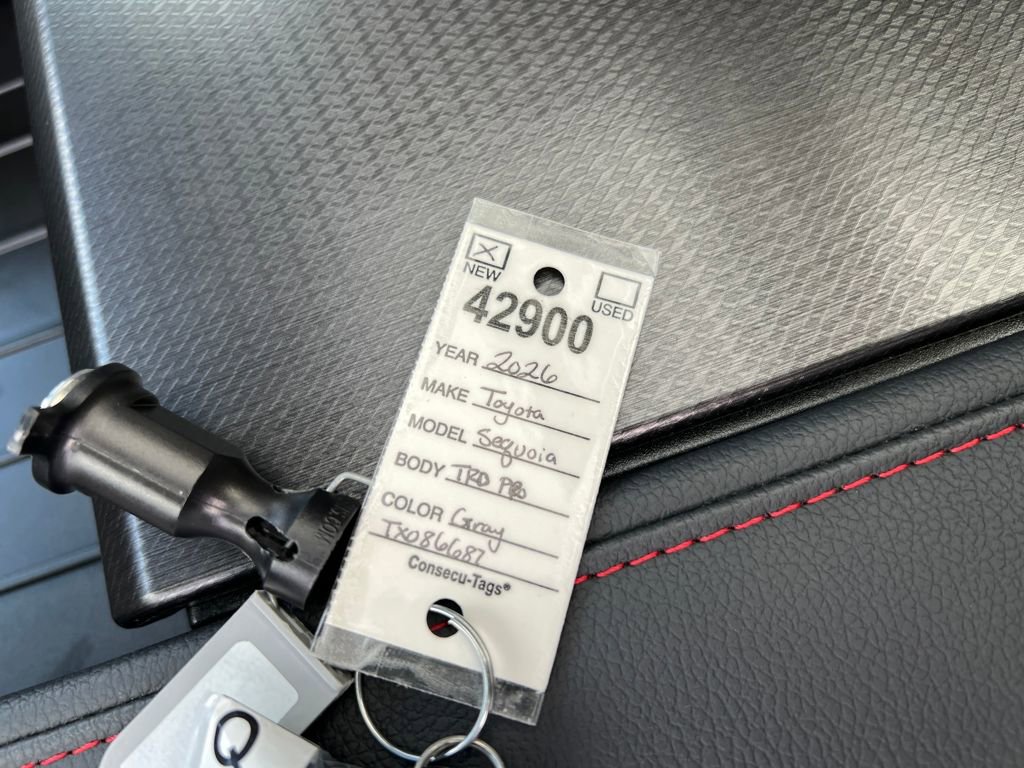 NEW
USED
42900
YEAR 2026
MAKE Toyota
MODEL Sequoia
BODY TRD PRO
COLOR Gray
TX086687
Consecu-Tags®
Q